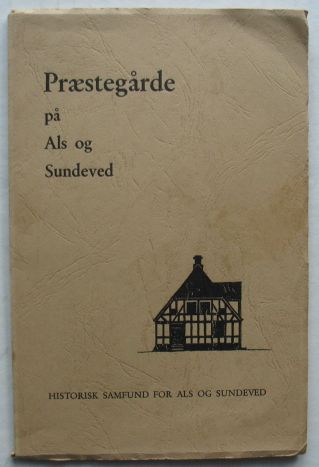 Præstegårde
på
Als og
Sundeved
HISTORISK SAMFUND FOR ALS OG SUNDEVED